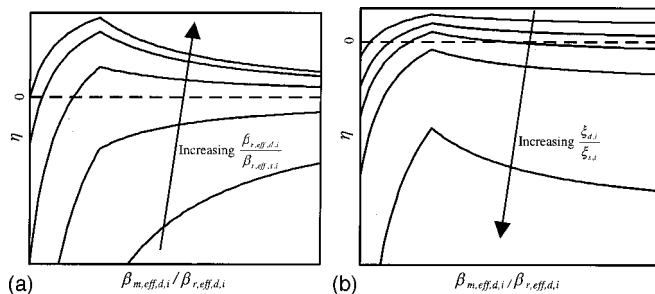 0
η
Increasing β_{r,eff,d,i} / β_{r,eff,s,i}
β_{m,eff,d,i} / β_{r,eff,d,i}
(a)
0
η
Increasing ξ_{d,i} / ξ_{s,i}
β_{m,eff,d,i} / β_{r,eff,d,i}
(b)